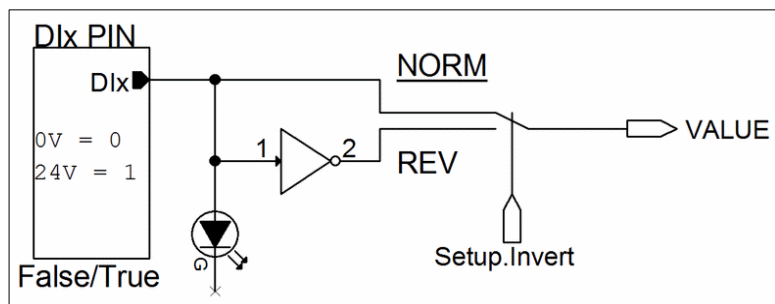 DIx PIN
DIx
0V = 0
24V = 1
False/True
NORM
1
2
REV
G
VALUE
Setup.Invert